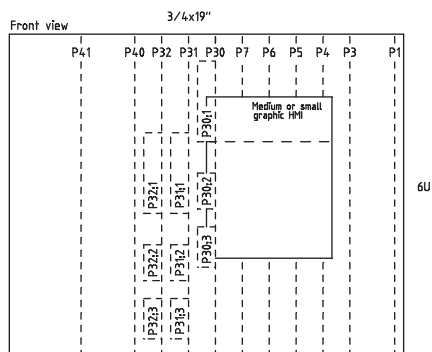 3/4x19"
Front view
P41 P40 P32 P31 P30 P7 P6 P5 P4 P3 P1
Medium or small
graphic HMI
P30:1
P32:1 P31:1 P30:2
6U
P32:2 P31:2 P30:3
P32:3 P31:3